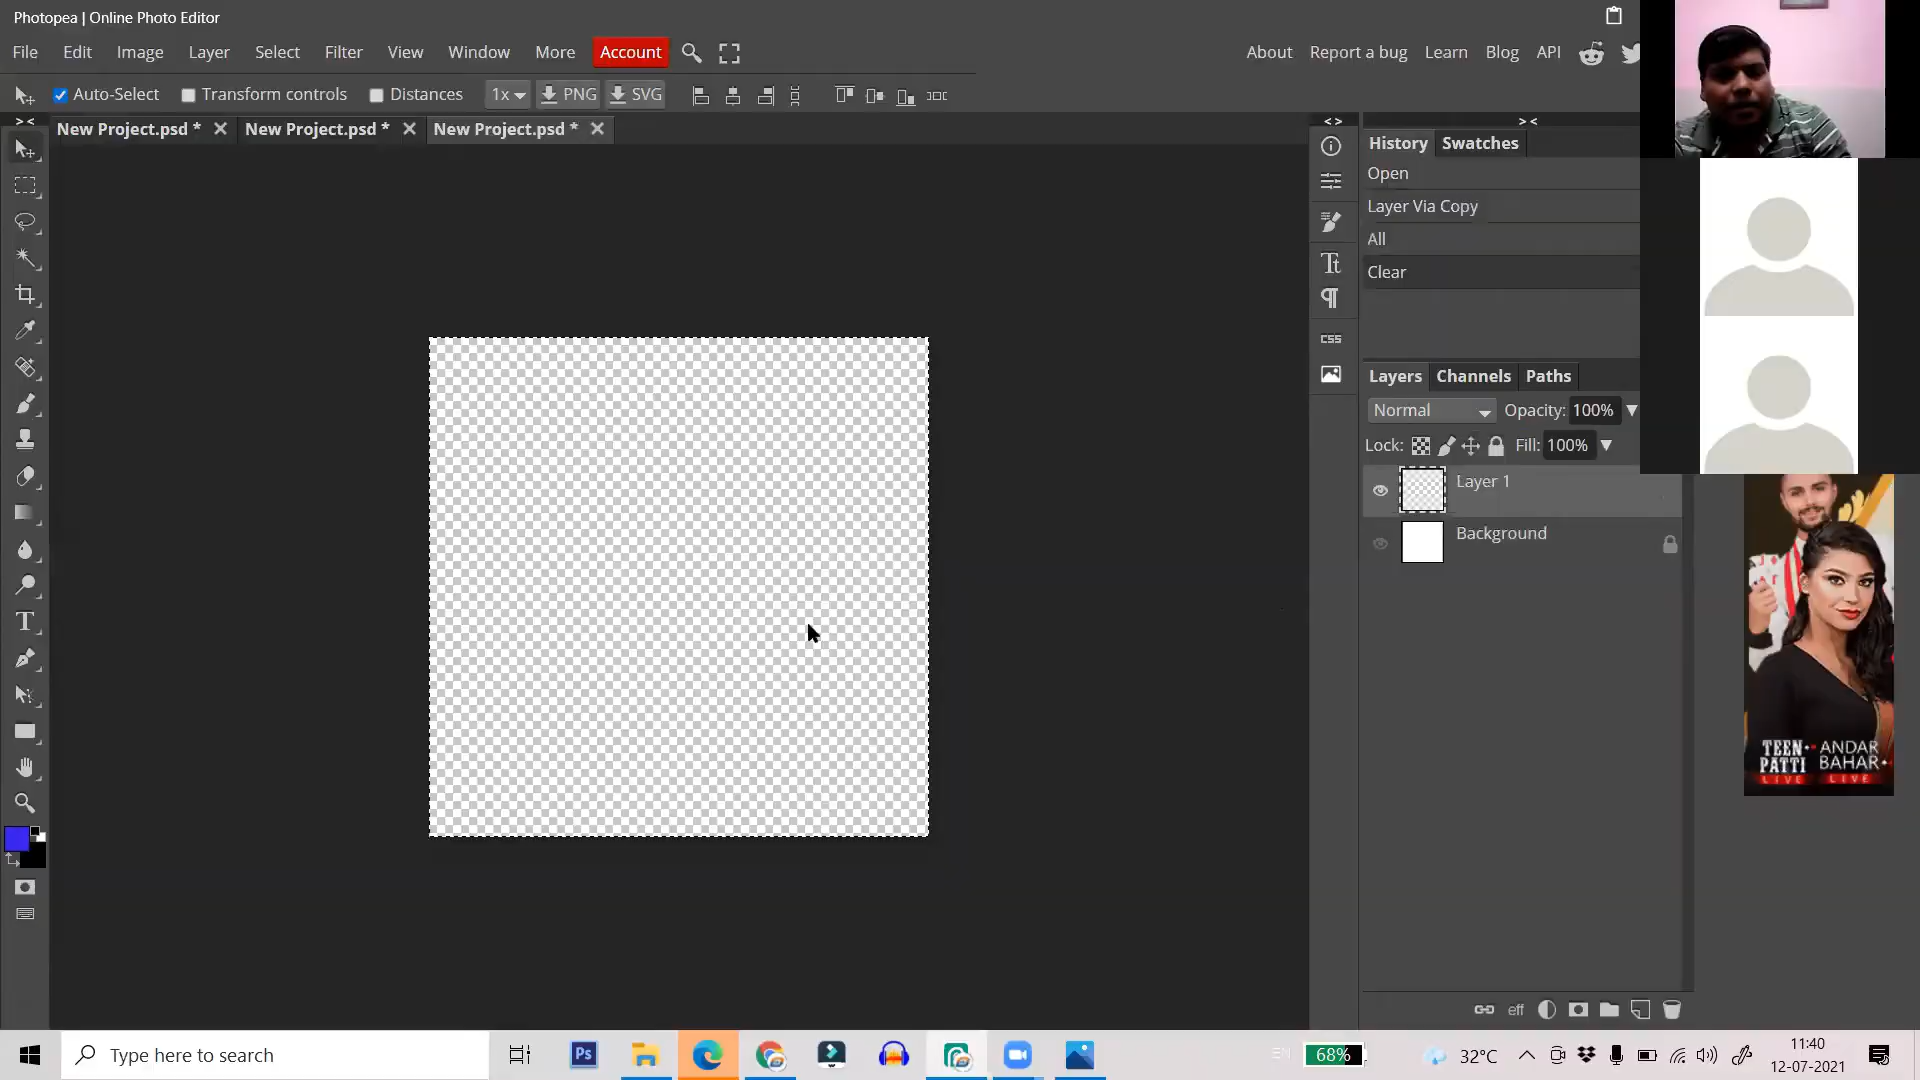 Photopea | Online Photo Editor
File Edit Image Layer Select Filter View Window More Account
About Report a bug Learn Blog API
Auto-Select Transform controls Distances 1x PNG SVG
New Project.psd * New Project.psd * New Project.psd *
History Swatches
Open
Layer Via Copy
All
Clear
CSS
Layers Channels Paths
Normal Opacity: 100%
Lock: Fill: 100%
Layer 1
Background
TEEN PATTI
LIVE
ANDAR BAHAR
LIVE
eff
Type here to search
Ps
EN
68%
32°C
11:40
12-07-2021